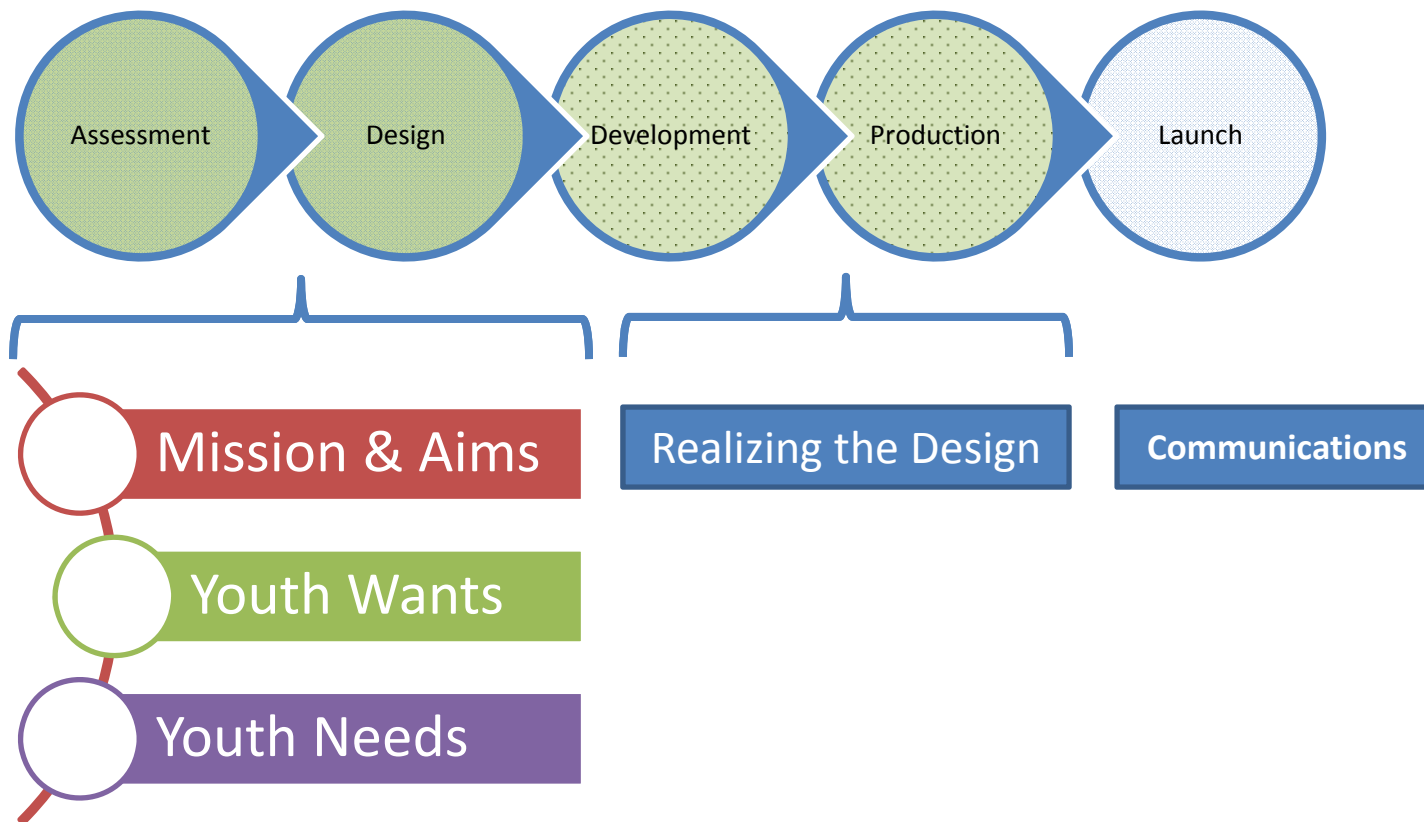 Assessment
Design
Development
Production
Launch
Mission & Aims
Realizing the Design
Communications
Youth Wants
Youth Needs